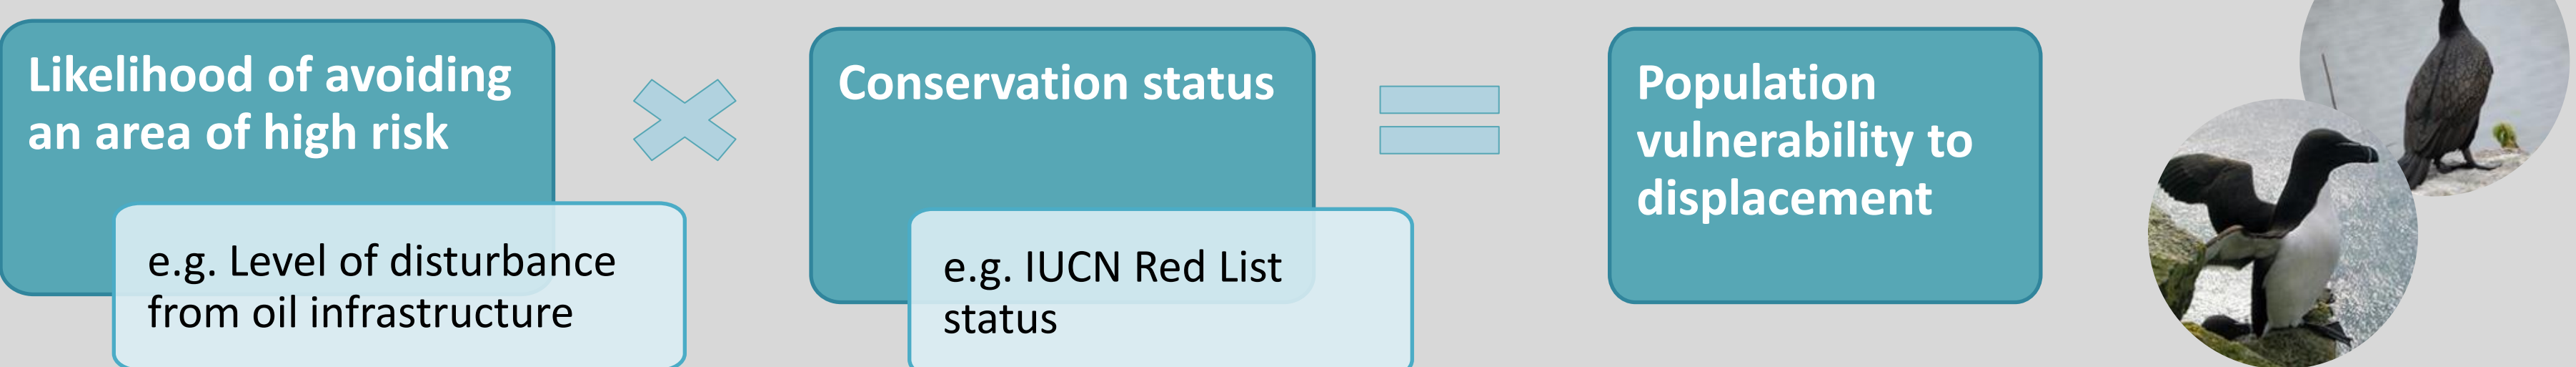 Likelihood of avoiding
an area of high risk
e.g. Level of disturbance
from oil infrastructure
Conservation status
e.g. IUCN Red List
status
Population
vulnerability to
displacement